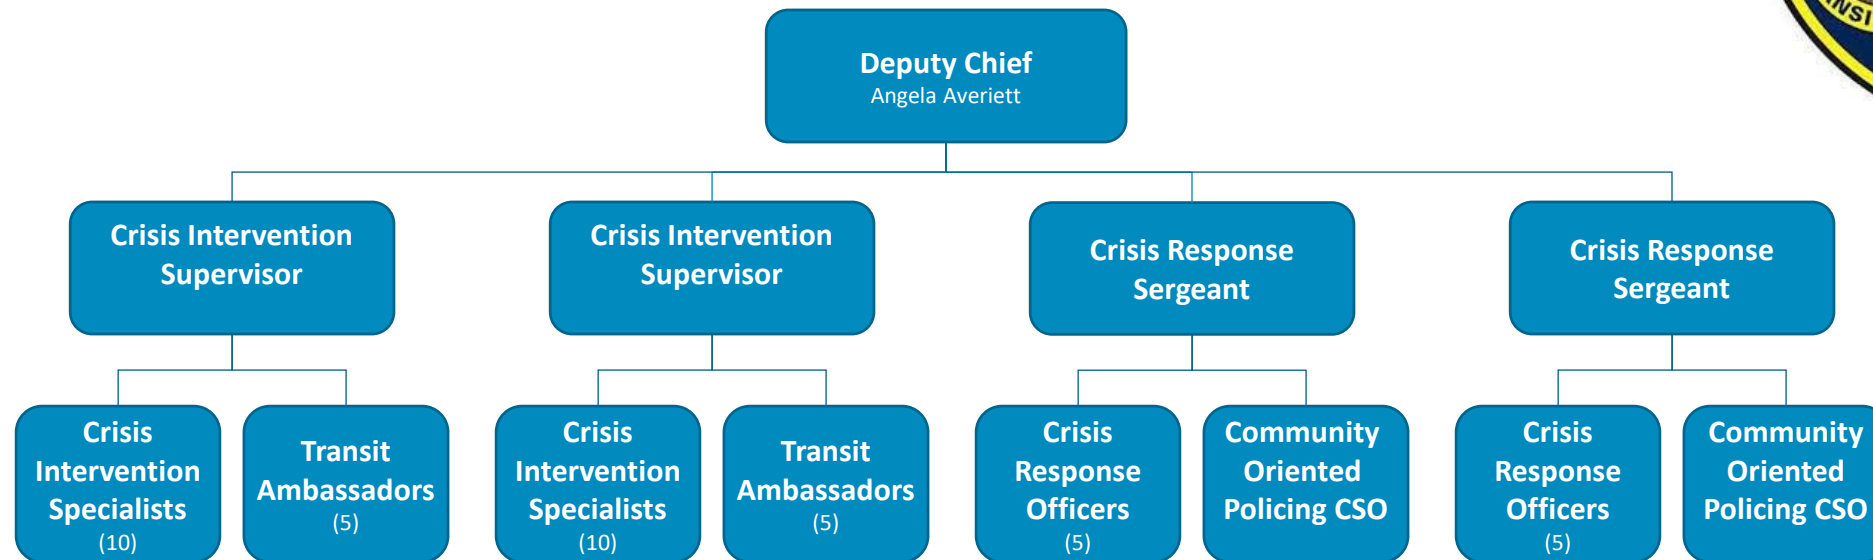 Deputy Chief
Angela Averiett
Crisis Intervention
Supervisor
Crisis Intervention
Supervisor
Crisis Response
Sergeant
Crisis Response
Sergeant
Crisis
Intervention
Specialists
(10)
Transit
Ambassadors
(5)
Crisis
Intervention
Specialists
(10)
Transit
Ambassadors
(5)
Crisis
Response
Officers
(5)
Community
Oriented
Policing CSO
Crisis
Response
Officers
(5)
Community
Oriented
Policing CSO